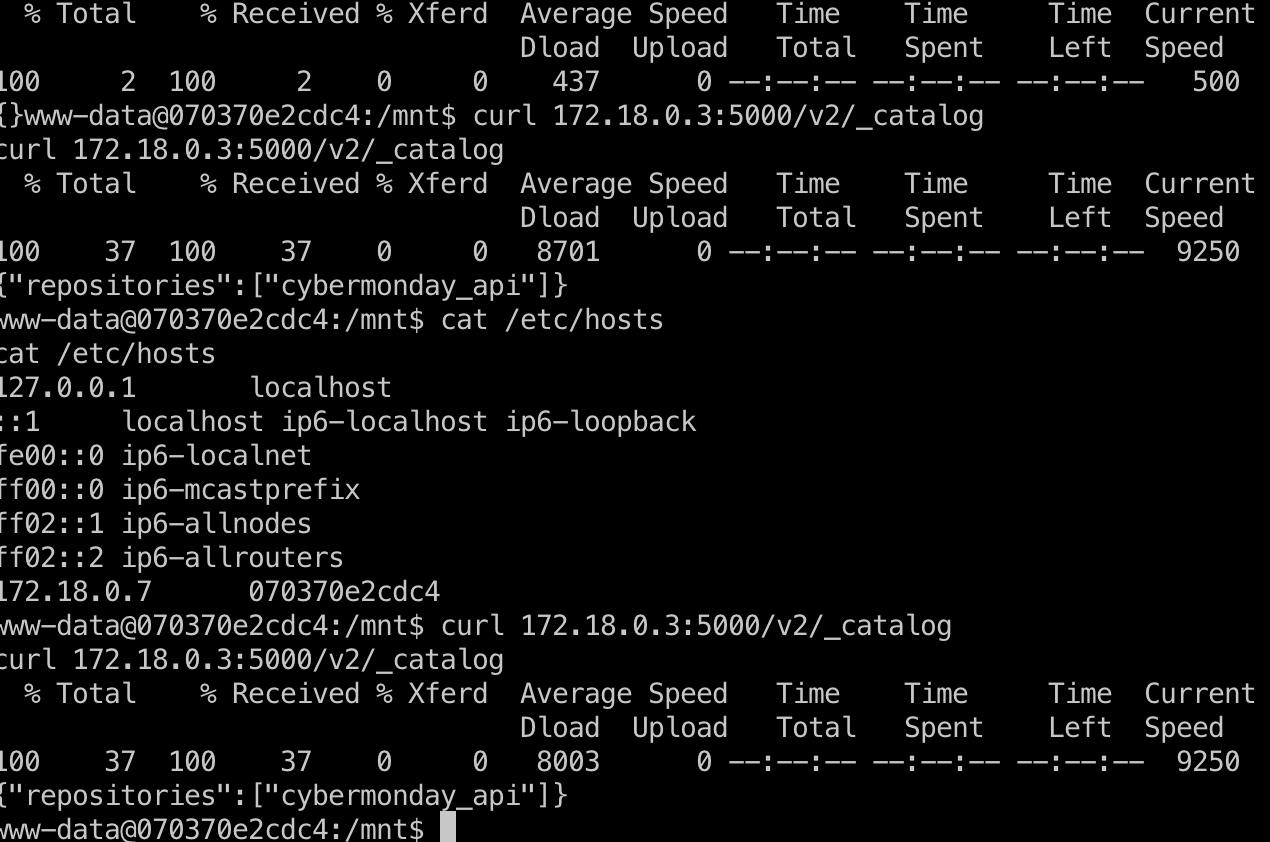 % Total % Received % Xferd Average Speed Time Time Time Current
Dload Upload Total Spent Left Speed
100 2 100 2 0 0 437 0 --:--:-- --:--:-- --:--:-- 500
{}www-data@070370e2cdc4:/mnt$ curl 172.18.0.3:5000/v2/_catalog
curl 172.18.0.3:5000/v2/_catalog
% Total % Received % Xferd Average Speed Time Time Time Current
Dload Upload Total Spent Left Speed
100 37 100 37 0 0 8701 0 --:--:-- --:--:-- --:--:-- 9250
{"repositories":["cybermonday_api"]}
www-data@070370e2cdc4:/mnt$ cat /etc/hosts
cat /etc/hosts
127.0.0.1 localhost
::1 localhost ip6-localhost ip6-loopback
fe00::0 ip6-localnet
ff00::0 ip6-mcastprefix
ff02::1 ip6-allnodes
ff02::2 ip6-allrouters
172.18.0.7 070370e2cdc4
www-data@070370e2cdc4:/mnt$ curl 172.18.0.3:5000/v2/_catalog
curl 172.18.0.3:5000/v2/_catalog
% Total % Received % Xferd Average Speed Time Time Time Current
Dload Upload Total Spent Left Speed
100 37 100 37 0 0 8003 0 --:--:-- --:--:-- --:--:-- 9250
{"repositories":["cybermonday_api"]}
www-data@070370e2cdc4:/mnt$